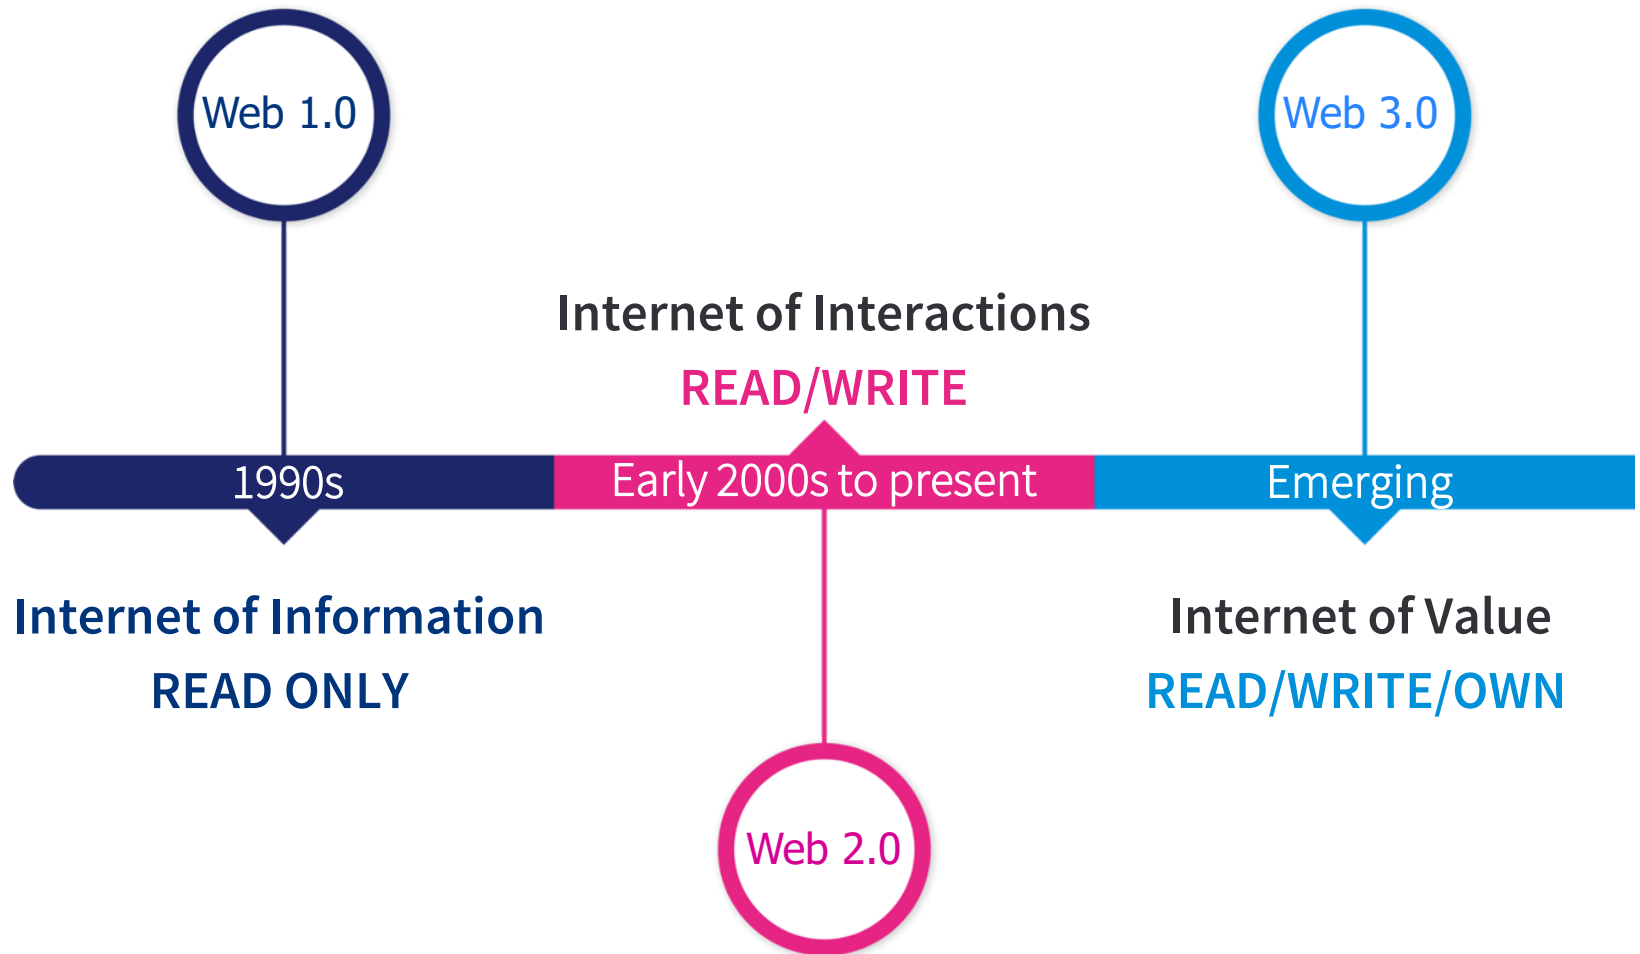 Web 1.0
Web 3.0
Internet of Interactions
READ/WRITE
1990s
Early 2000s to present
Emerging
Internet of Information
READ ONLY
Internet of Value
READ/WRITE/OWN
Web 2.0